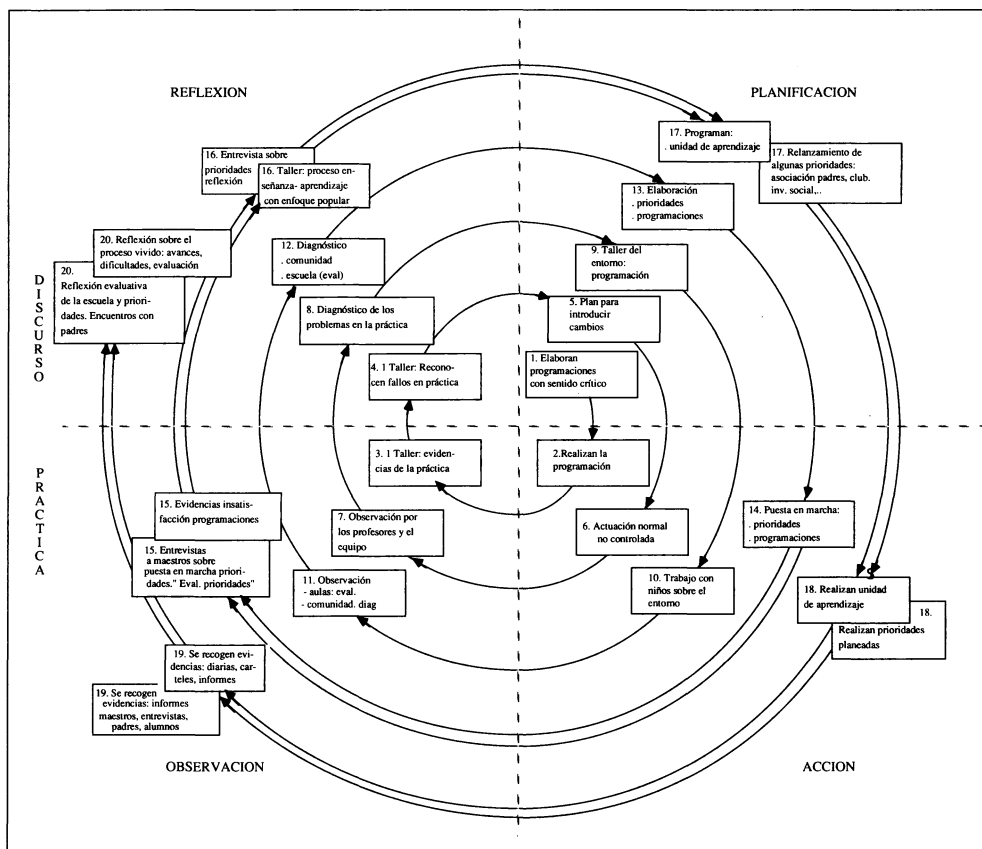 REFLEXION
PLANIFICACION
16. Entrevista sobre
prioridades
reflexión
16. Taller: proceso en-
señanza- aprendizaje
con enfoque popular
17. Programan:
. unidad de aprendizaje
17. Relanzamiento de
algunas prioridades:
asociación padres, club.
inv. social,..
13. Elaboración
. prioridades
. programaciones
20. Reflexión sobre el
proceso vivido: avances,
dificultades, evaluación
20.
Reflexión evaluativa
de la escuela y priori-
dades. Encuentros con
padres
12. Diagnóstico
. comunidad
. escuela (eval)
9. Taller del
entorno:
programación
8. Diagnóstico de los
problemas en la práctica
5. Plan para
introducir
cambios
4. 1 Taller: Recono-
cen fallos en práctica
1. Elaboran
programaciones
con sentido crítico
DISCURSO
PRACTICA
3. 1 Taller: eviden-
cias de la práctica
2.Realizan la
programación
15. Evidencias insatis-
facción programaciones
15. Entrevistas
a maestros sobre
puesta en marcha priori-
dades." Eval. prioridades"
7. Observación por
los profesores y el
equipo
6. Actuación normal
no controlada
14. Puesta en marcha:
. prioridades
. programaciones
11. Observación
- aulas: eval.
- comunidad. diag
10. Trabajo con
niños sobre el
entorno
18. Realizan unidad
de aprendizaje
18.
Realizan prioridades
planeadas
19. Se recogen evi-
dencias: diarias, car-
teles, informes
19. Se recogen
evidencias: informes
maestros, entrevistas,
padres, alumnos
OBSERVACION
ACCION